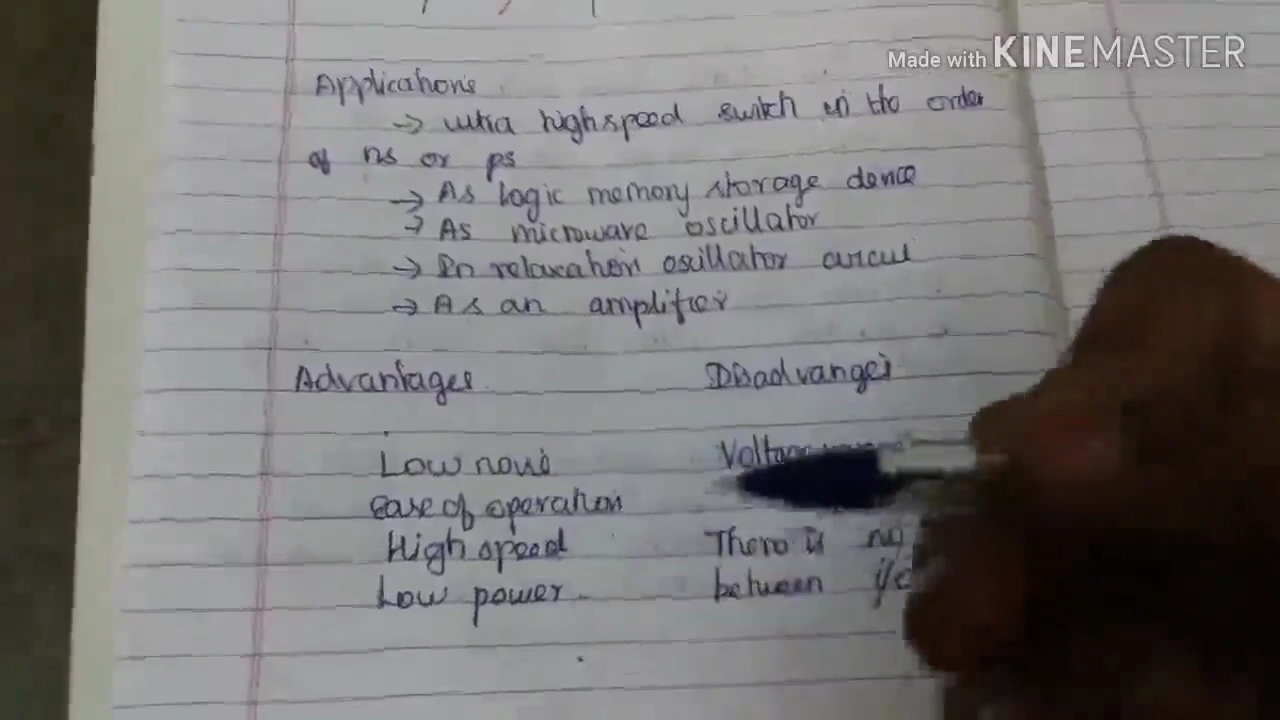 Made with KINEMASTER
Applications
→ ultra highspeed switch in the order
of ns or ps
→ As logic memory storage device
→ As microwave oscillator
→ In relaxation oscillator circuit
→ As an amplifier
Advantages Disadvanges
Low noise Voltage
Ease of operation
High speed There is
Low power between